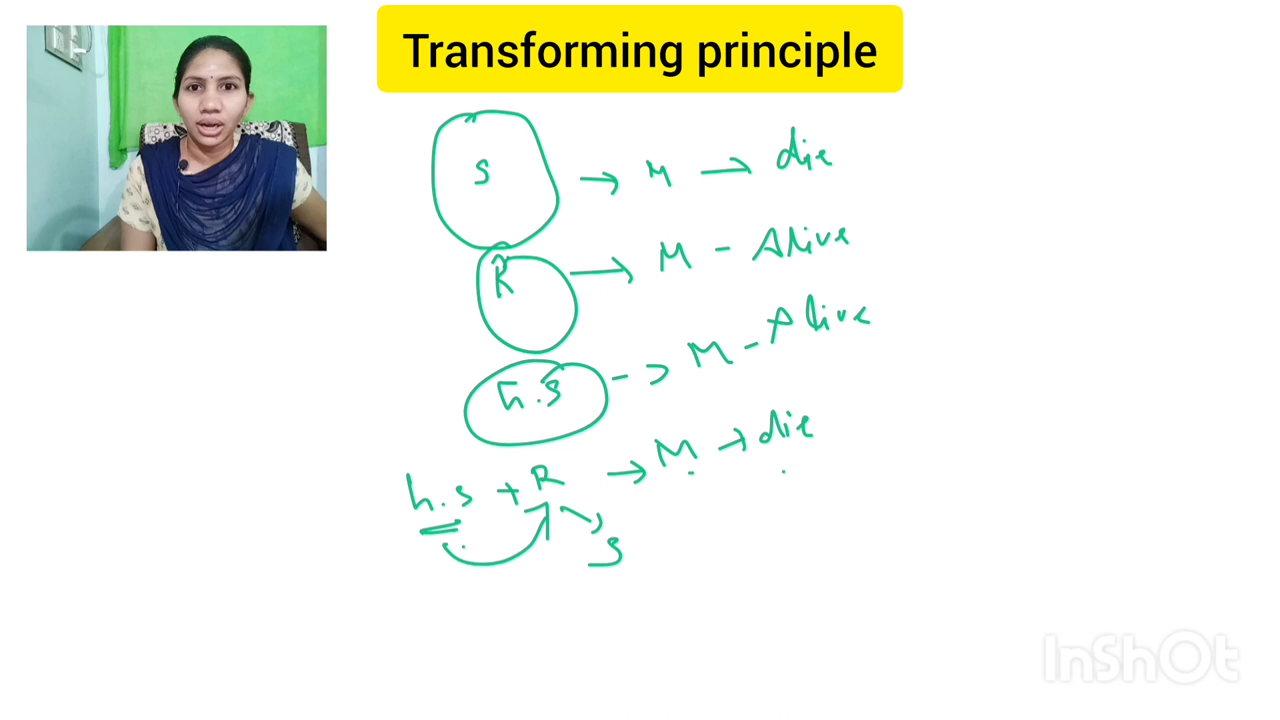 Transforming principle
S → M → die
R → M - Alive
h.S -> M - Alive
h.s + R → M → die
S
InShOt